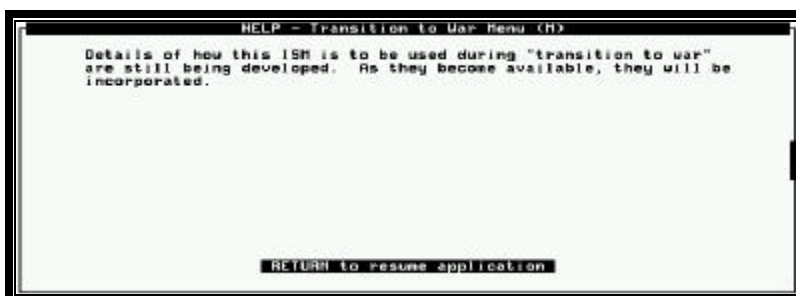 HELP - Transition to War Menu (M)
Details of how this ISM is to be used during "transition to war"
are still being developed. As they become available, they will be
incorporated.
RETURN to resume application